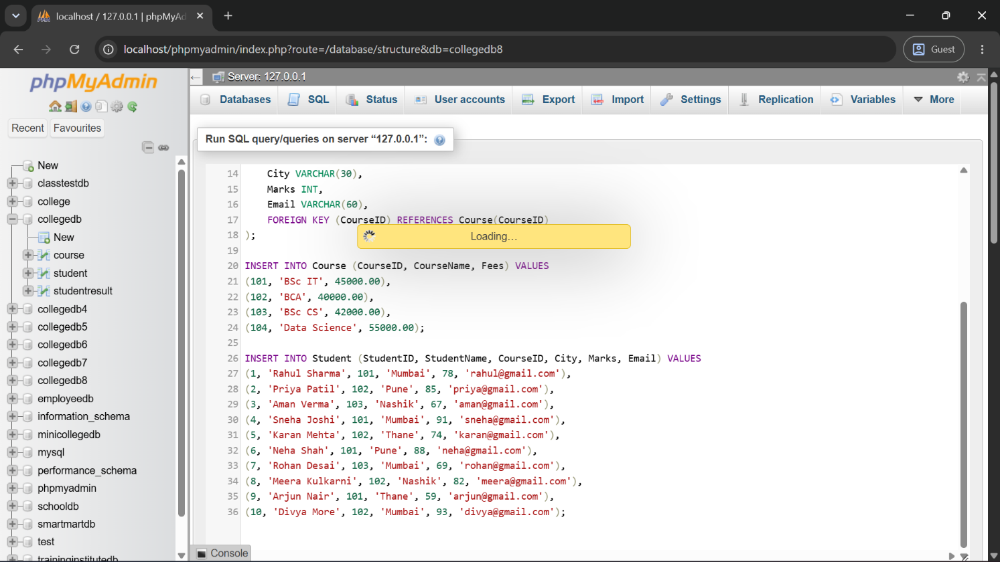 localhost / 127.0.0.1 | phpMyAd
localhost/phpmyadmin/index.php?route=/database/structure&db=collegedb8
Guest
phpMyAdmin
Recent
Favourites
New
classtestdb
college
collegedb
New
course
student
studentresult
collegedb4
collegedb5
collegedb6
collegedb7
collegedb8
employeedb
information_schema
minicollegedb
mysql
performance_schema
phpmyadmin
schooldb
smartmartdb
test
traininginstitutedb
Server: 127.0.0.1
Databases
SQL
Status
User accounts
Export
Import
Settings
Replication
Variables
More
Run SQL query/queries on server “127.0.0.1”:
14 City VARCHAR(30),
15 Marks INT,
16 Email VARCHAR(60),
17 FOREIGN KEY (CourseID) REFERENCES Course(CourseID)
Loading…
18 );
19
20 INSERT INTO Course (CourseID, CourseName, Fees) VALUES
21 (101, 'BSc IT', 45000.00),
22 (102, 'BCA', 40000.00),
23 (103, 'BSc CS', 42000.00),
24 (104, 'Data Science', 55000.00);
25
26 INSERT INTO Student (StudentID, StudentName, CourseID, City, Marks, Email) VALUES
27 (1, 'Rahul Sharma', 101, 'Mumbai', 78, 'rahul@gmail.com'),
28 (2, 'Priya Patil', 102, 'Pune', 85, 'priya@gmail.com'),
29 (3, 'Aman Verma', 103, 'Nashik', 67, 'aman@gmail.com'),
30 (4, 'Sneha Joshi', 101, 'Mumbai', 91, 'sneha@gmail.com'),
31 (5, 'Karan Mehta', 102, 'Thane', 74, 'karan@gmail.com'),
32 (6, 'Neha Shah', 101, 'Pune', 88, 'neha@gmail.com'),
33 (7, 'Rohan Desai', 103, 'Mumbai', 69, 'rohan@gmail.com'),
34 (8, 'Meera Kulkarni', 102, 'Nashik', 82, 'meera@gmail.com'),
35 (9, 'Arjun Nair', 101, 'Thane', 59, 'arjun@gmail.com'),
36 (10, 'Divya More', 102, 'Mumbai', 93, 'divya@gmail.com');
Console